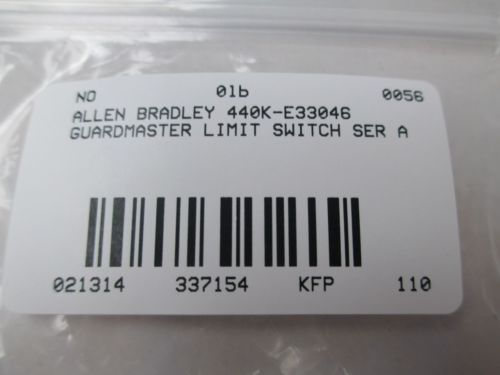 NO 01b 0056
ALLEN BRADLEY 440K-E33046
GUARDMASTER LIMIT SWITCH SER A
021314 337154 KFP 110